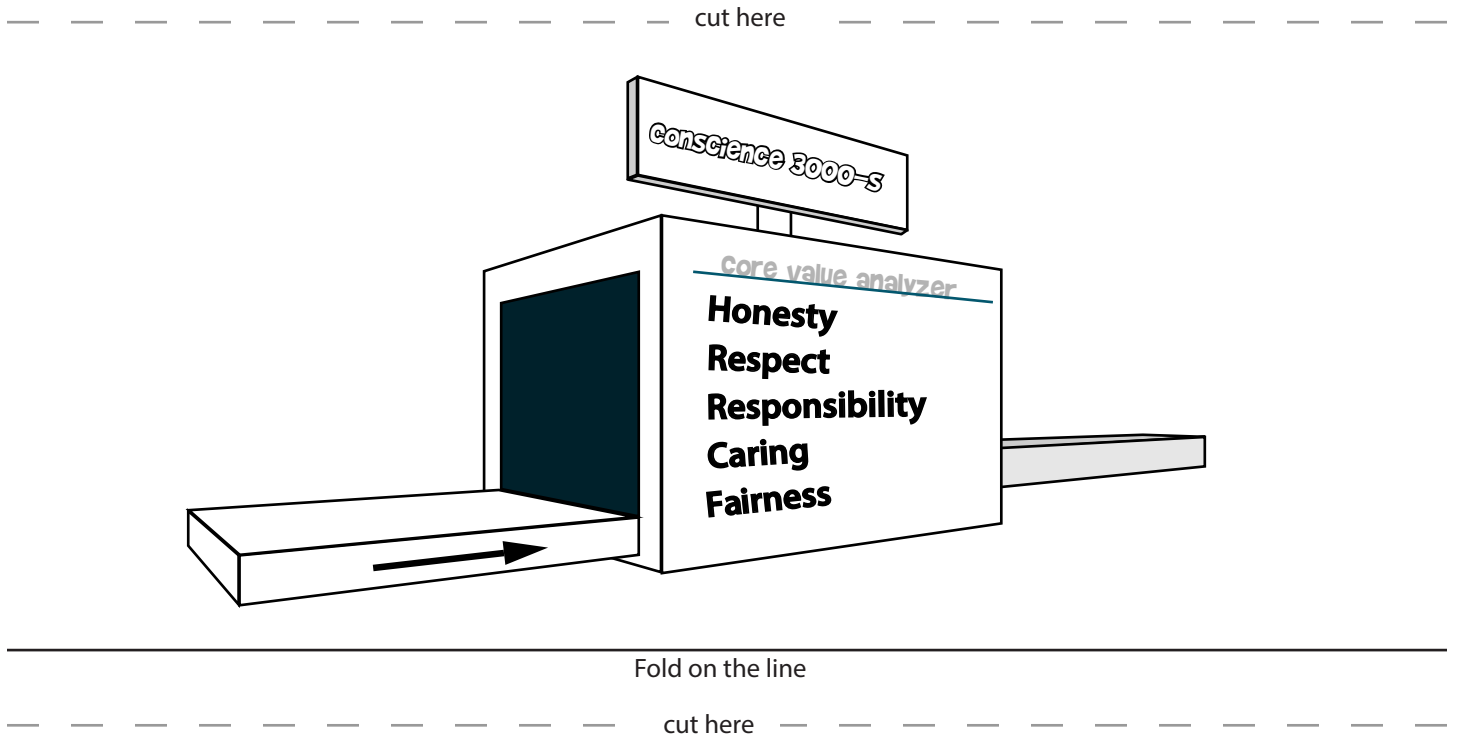 cut here
conscience 3000-s
core value analyzer
Honesty
Respect
Responsibility
Caring
Fairness
Fold on the line
cut here